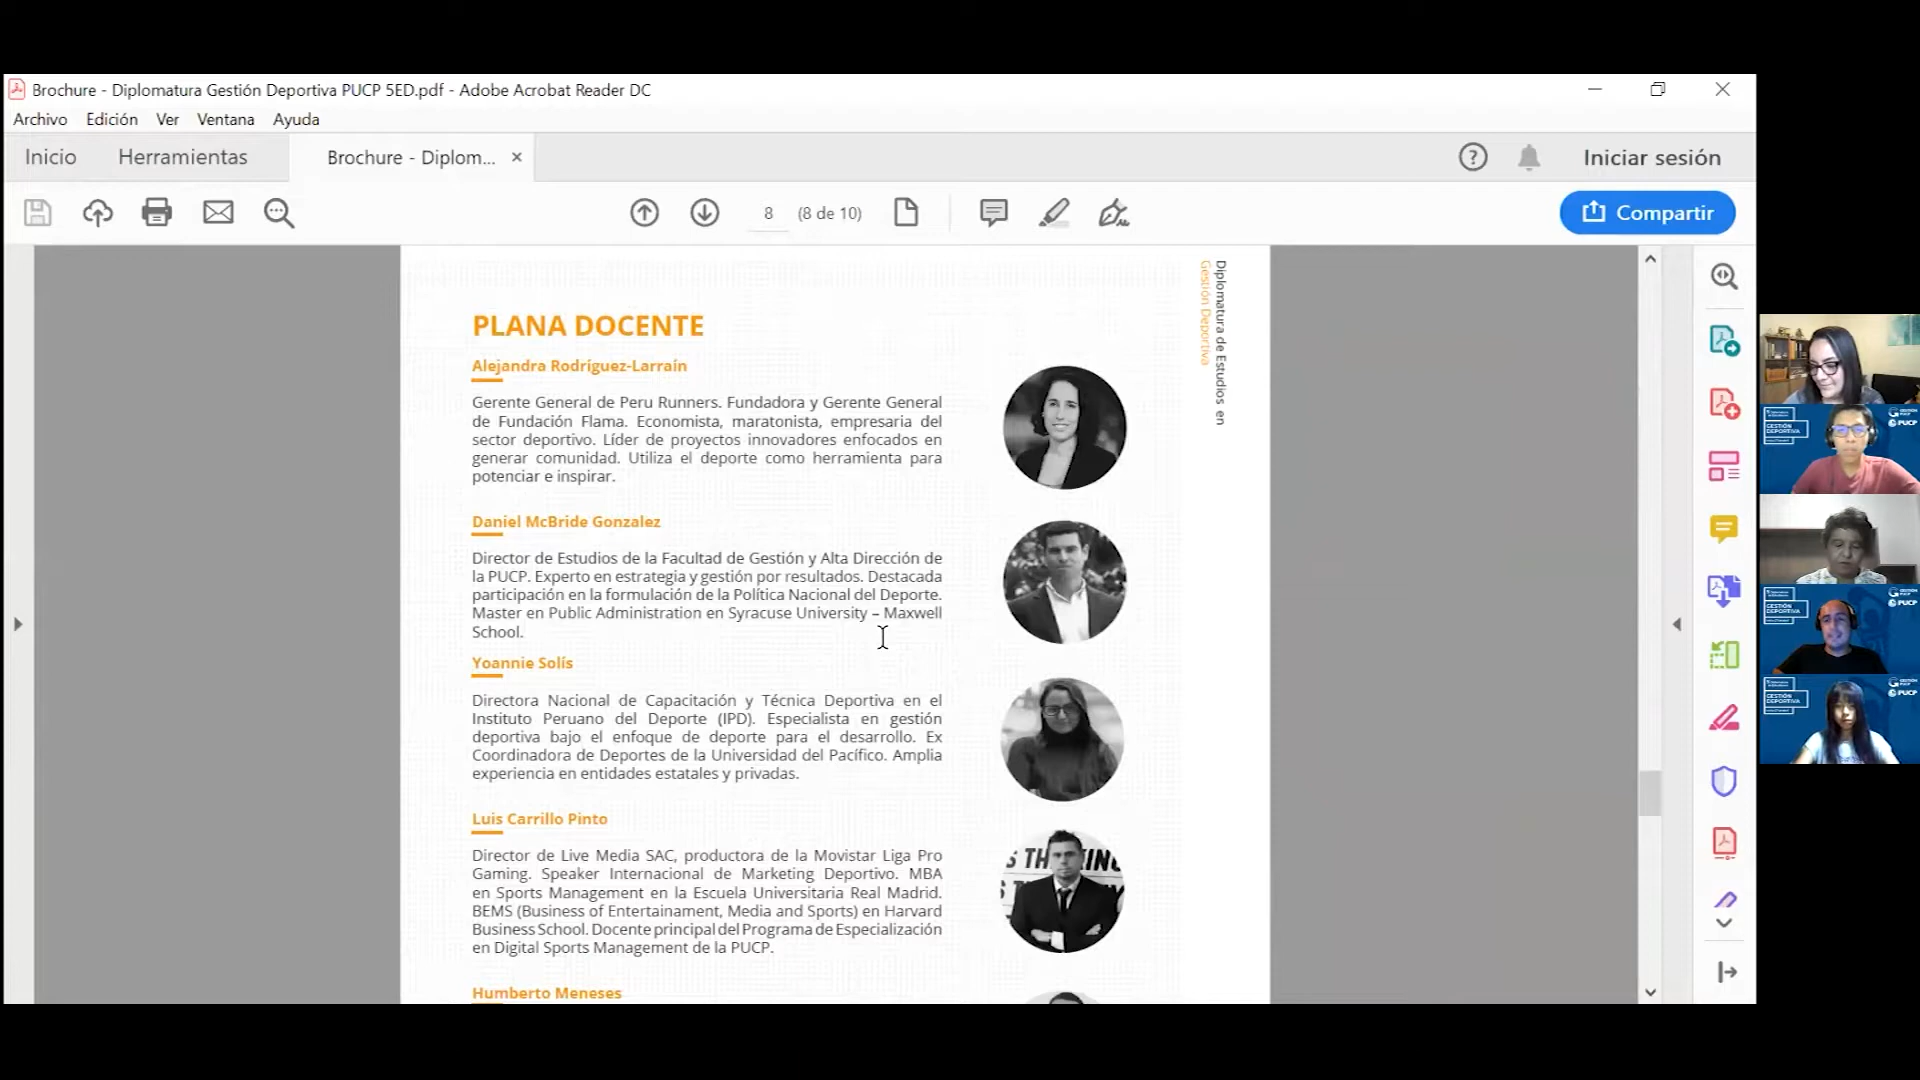 Brochure - Diplomatura Gestión Deportiva PUCP 5ED.pdf - Adobe Acrobat Reader DC
Archivo Edición Ver Ventana Ayuda
Inicio Herramientas Brochure - Diplom... Iniciar sesión
8 (8 de 10) Compartir
Diplomatura de Estudios en
Gestión Deportiva
PLANA DOCENTE
Alejandra Rodríguez-Larraín
Gerente General de Peru Runners. Fundadora y Gerente General
de Fundación Flama. Economista, maratonista, empresaria del
sector deportivo. Líder de proyectos innovadores enfocados en
generar comunidad. Utiliza el deporte como herramienta para
potenciar e inspirar.
Daniel McBride Gonzalez
Director de Estudios de la Facultad de Gestión y Alta Dirección de
la PUCP. Experto en estrategia y gestión por resultados. Destacada
participación en la formulación de la Política Nacional del Deporte.
Master en Public Administration en Syracuse University – Maxwell
School.
Yoannie Solís
Directora Nacional de Capacitación y Técnica Deportiva en el
Instituto Peruano del Deporte (IPD). Especialista en gestión
deportiva bajo el enfoque de deporte para el desarrollo. Ex
Coordinadora de Deportes de la Universidad del Pacífico. Amplia
experiencia en entidades estatales y privadas.
Luis Carrillo Pinto
Director de Live Media SAC, productora de la Movistar Liga Pro
Gaming. Speaker Internacional de Marketing Deportivo. MBA
en Sports Management en la Escuela Universitaria Real Madrid.
BEMS (Business of Entertainament, Media and Sports) en Harvard
Business School. Docente principal del Programa de Especialización
en Digital Sports Management de la PUCP.
Humberto Meneses
GESTIÓN
DEPORTIVA
PUCP
GESTIÓN
DEPORTIVA
PUCP
GESTIÓN
DEPORTIVA
PUCP